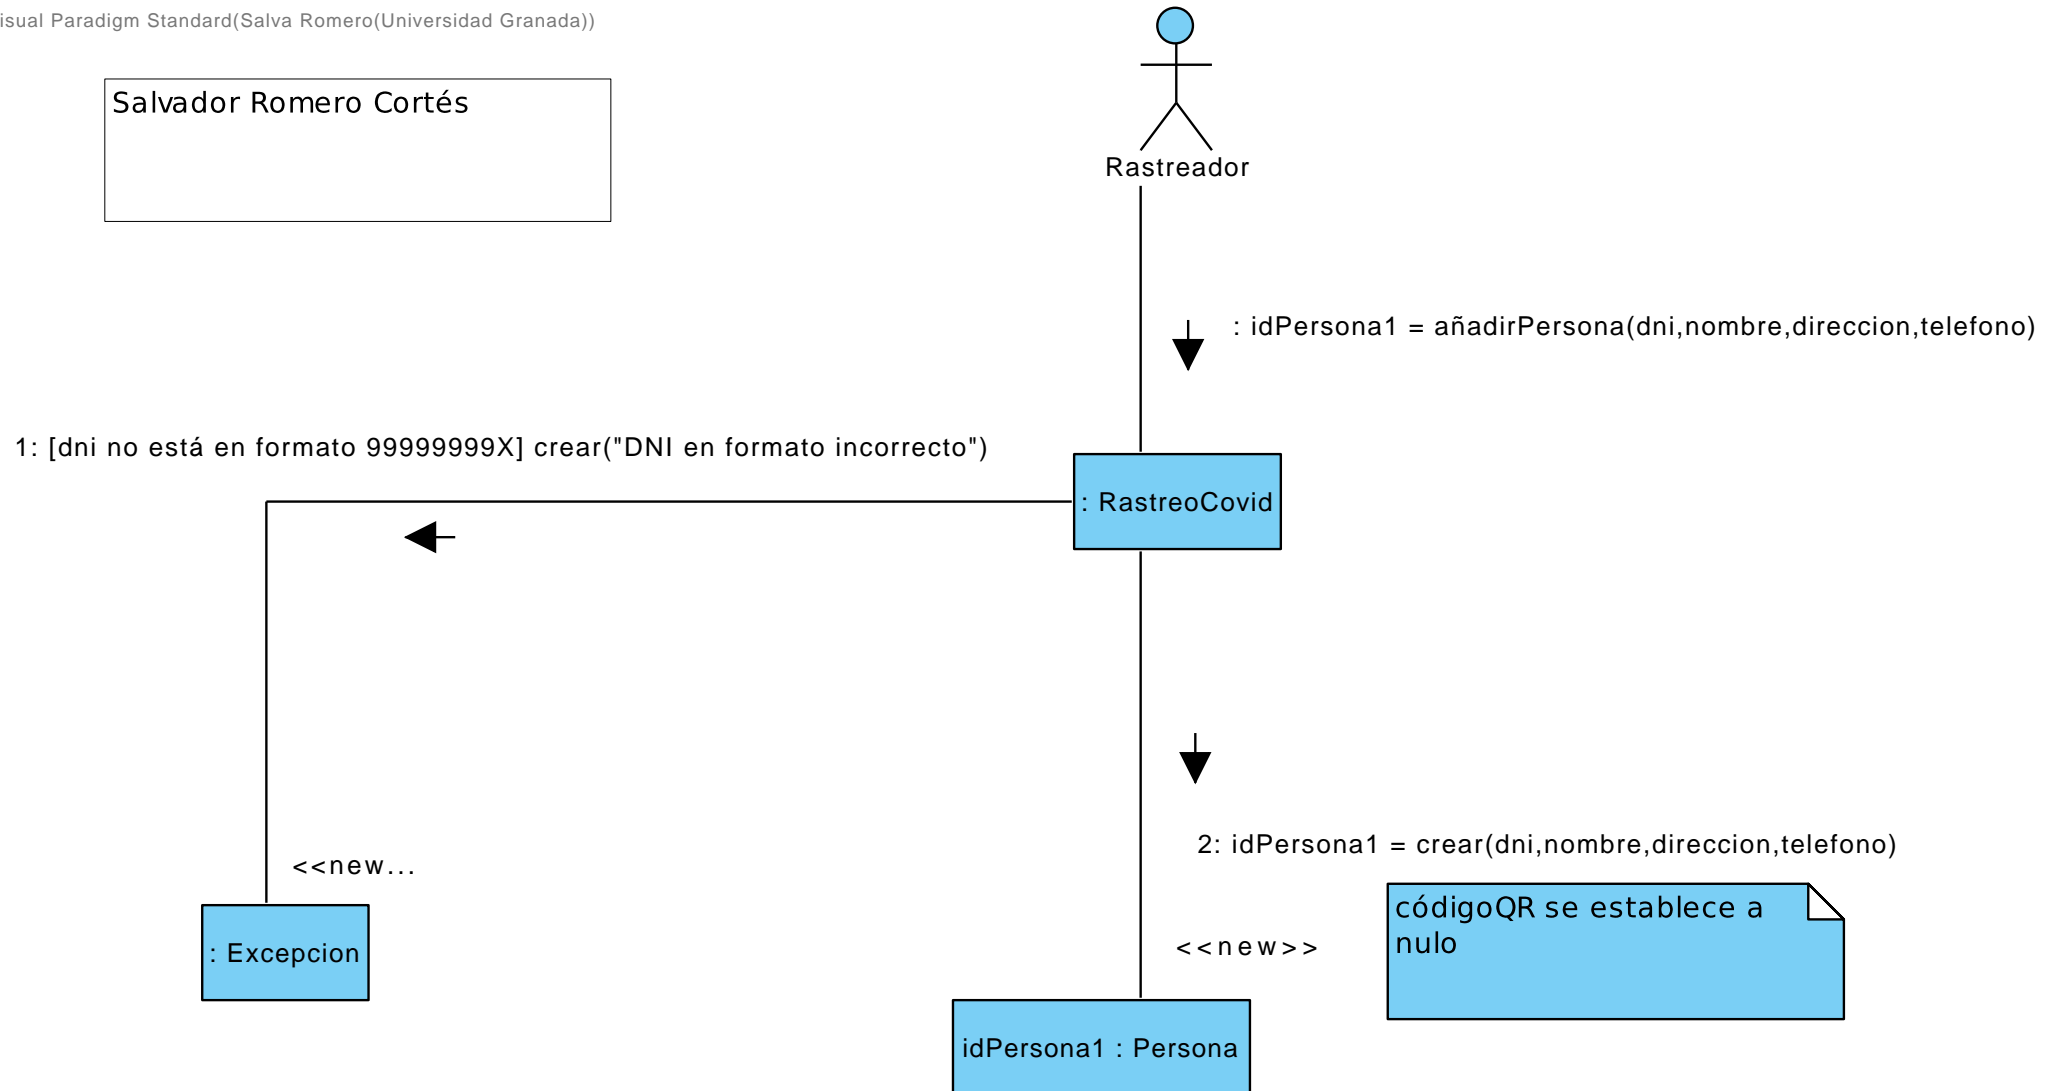 isual Paradigm Standard(Salva Romero(Universidad Granada))
Salvador Romero Cortés
Rastreador
: idPersona1 = añadirPersona(dni,nombre,direccion,telefono)
1: [dni no está en formato 99999999X] crear("DNI en formato incorrecto")
: RastreoCovid
2: idPersona1 = crear(dni,nombre,direccion,telefono)
<<new...
códigoQR se establece a
nulo
<<new>>
: Excepcion
idPersona1 : Persona